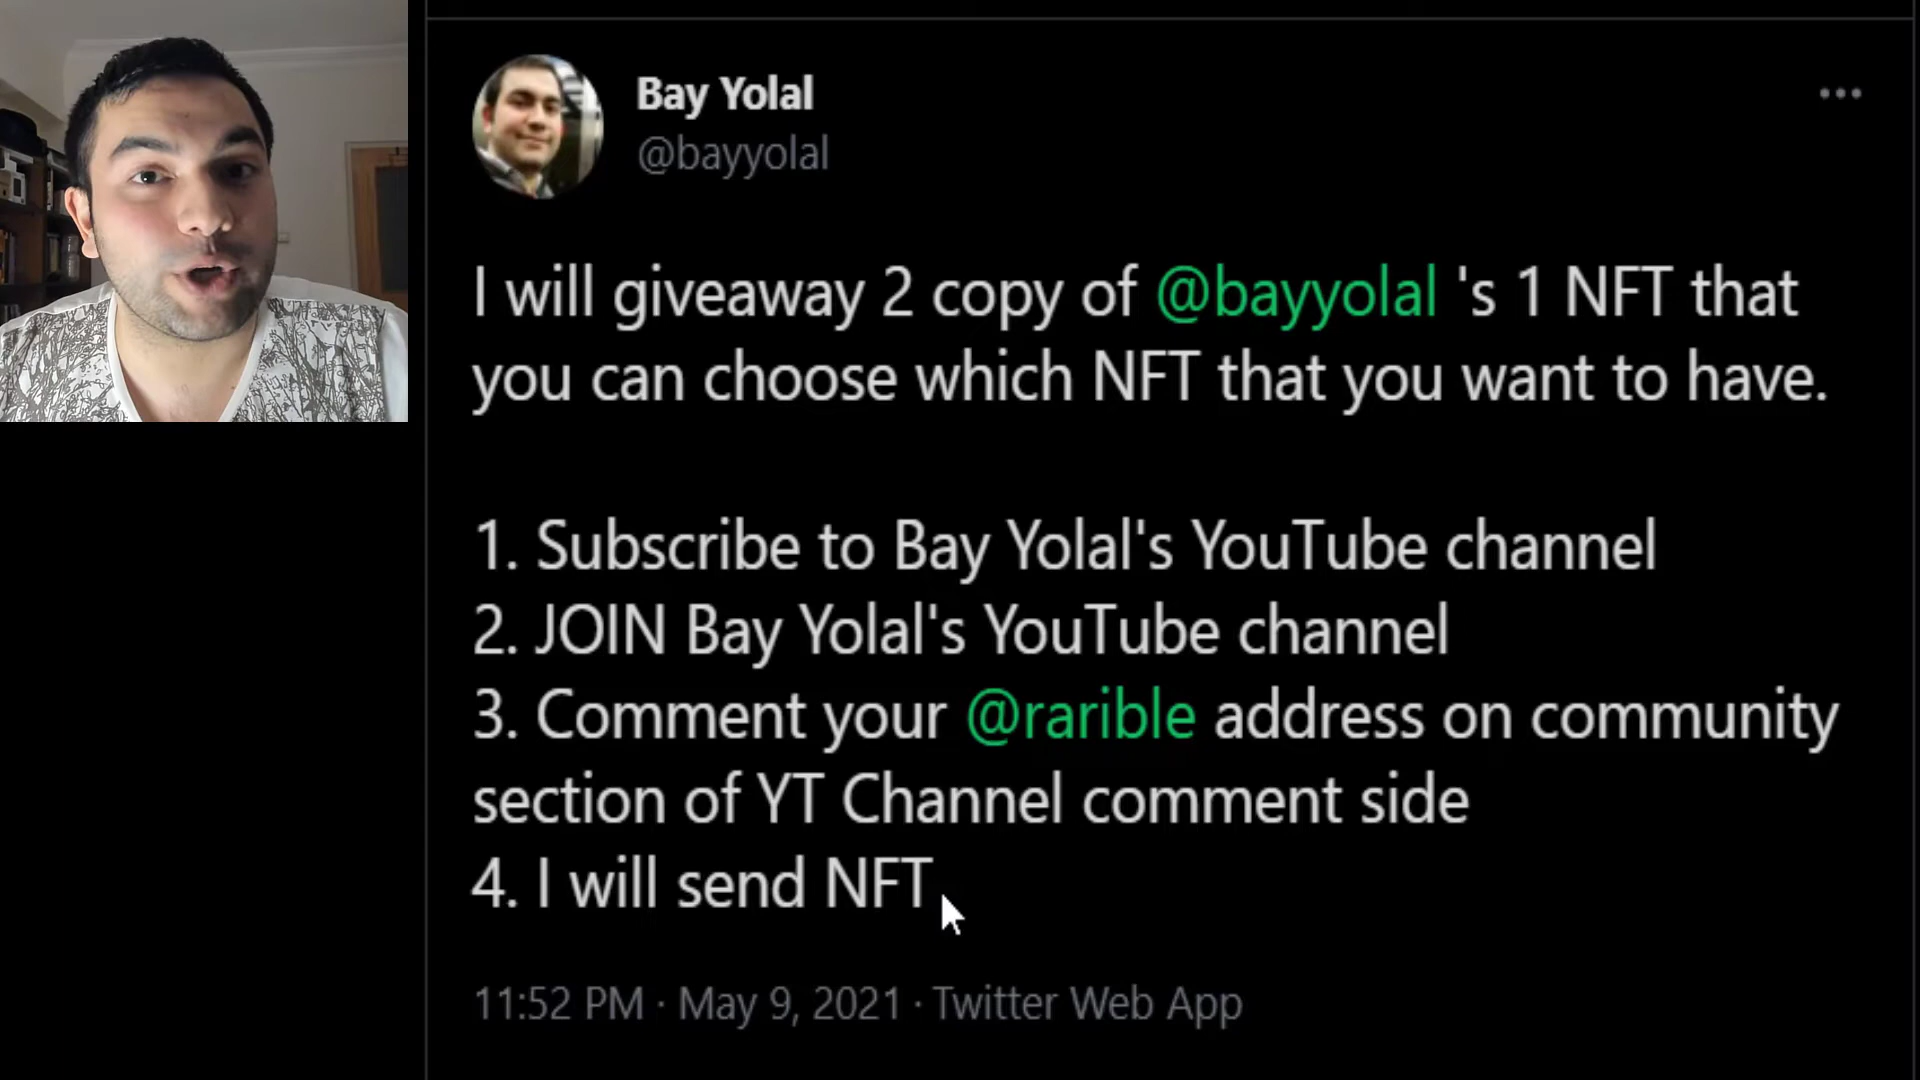 Bay Yolal
@bayyolal
I will giveaway 2 copy of @bayyolal 's 1 NFT that
you can choose which NFT that you want to have.
1. Subscribe to Bay Yolal's YouTube channel
2. JOIN Bay Yolal's YouTube channel
3. Comment your @rarible address on community
section of YT Channel comment side
4. I will send NFT
11:52 PM · May 9, 2021 · Twitter Web App